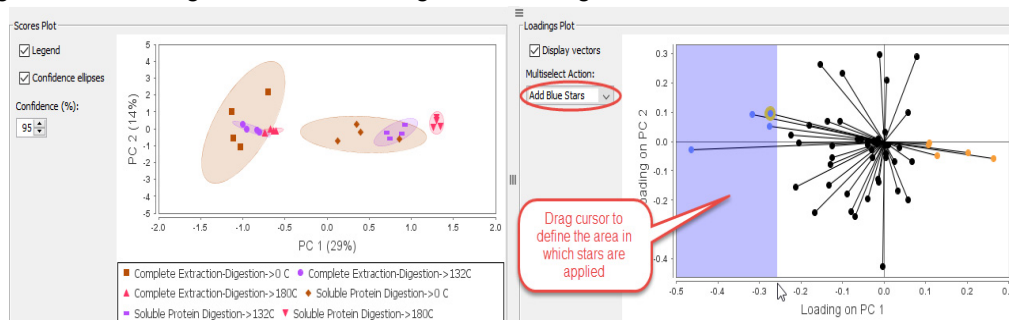 Scores Plot
Legend
Confidence ellipses
Confidence (%):
95
PC 2 (14%)
5
4
3
2
1
0
-1
-2
-3
-4
-5
-2.0 -1.5 -1.0 -0.5 0.0 0.5 1.0 1.5 2.0
PC 1 (29%)
Complete Extraction-Digestion->0 C Complete Extraction-Digestion->132C
Complete Extraction-Digestion->180C Soluble Protein Digestion->0 C
Soluble Protein Digestion->132C Soluble Protein Digestion->180C
Loadings Plot
Display vectors
Multiselect Action:
Add Blue Stars
Loading on PC 2
0.3
0.2
0.1
0.0
-0.1
-0.2
-0.4
-0.5 -0.4 -0.3 -0.2 -0.1 0.0 0.1 0.2
Loading on PC 1
Drag cursor to
define the area in
which stars are
applied